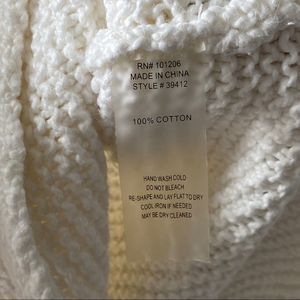 RN# 101206
MADE IN CHINA
STYLE # 39412
100% COTTON
HAND WASH COLD
DO NOT BLEACH
RE-SHAPE AND LAY FLAT TO DRY
COOL IRON IF NEEDED
MAY BE DRY CLEANED